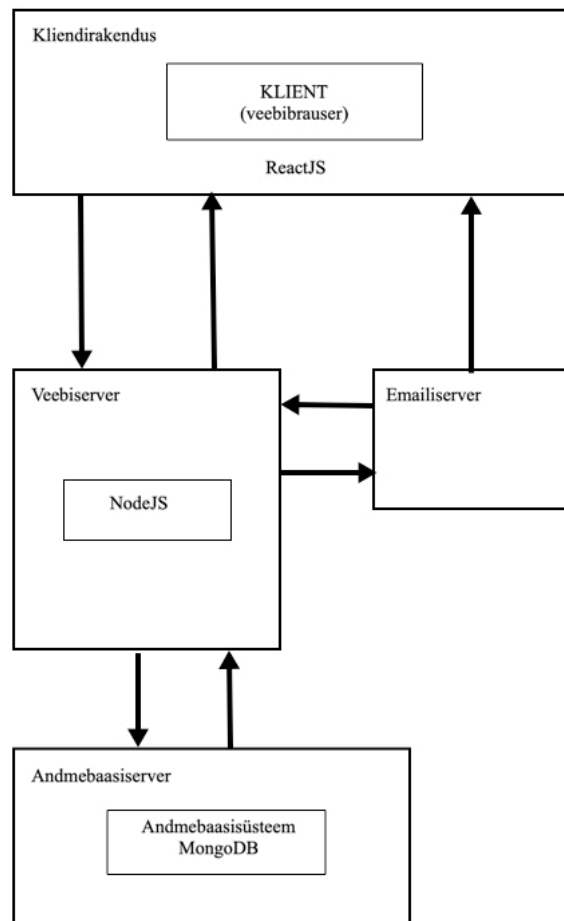 Kliendirakendus
KLIENT
(veebibrauser)
ReactJS
Veebiserver
Emailiserver
NodeJS
Andmebaasiserver
Andmebaasisüsteem
MongoDB